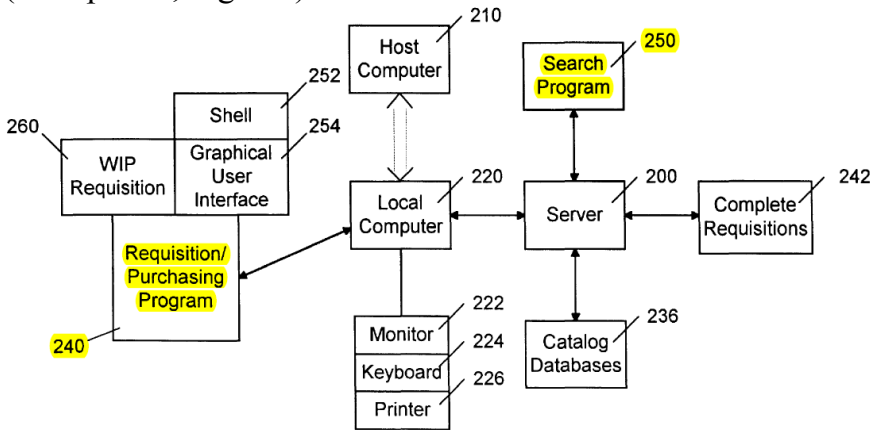 210
Host
Computer
250
Search
Program
252
Shell
254
260
WIP
Requisition
Graphical
User
Interface
220
Local
Computer
200
Server
242
Complete
Requisitions
Requisition/
Purchasing
Program
240
222
Monitor
224
Keyboard
226
Printer
236
Catalog
Databases